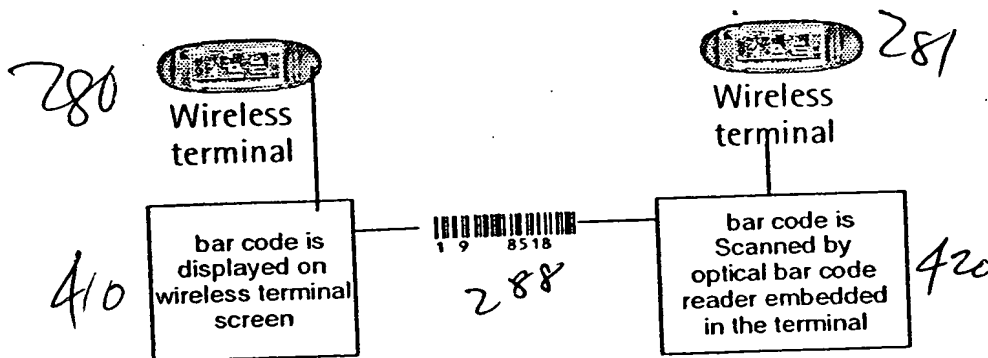 280
Wireless
terminal
281
Wireless
terminal
410
bar code is
displayed on
wireless terminal
screen
1 9 8518
288
bar code is
Scanned by
optical bar code
reader embedded
in the terminal
420